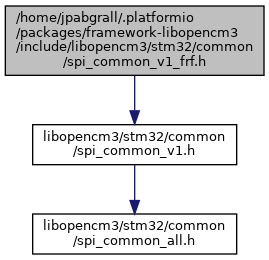 /home/jpabgrall/.platformio
/packages/framework-libopencm3
/include/libopencm3/stm32/common
/spi_common_v1_frf.h
libopencm3/stm32/common
/spi_common_v1.h
libopencm3/stm32/common
/spi_common_all.h